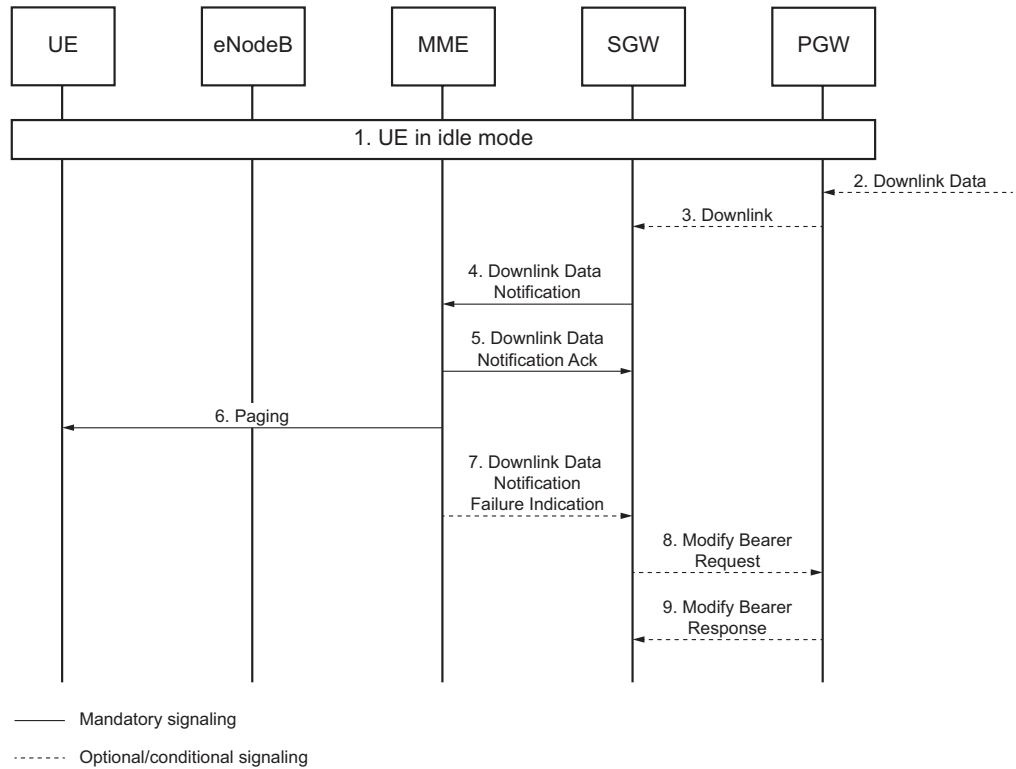 UE
eNodeB
MME
SGW
PGW
1. UE in idle mode
2. Downlink Data
3. Downlink
4. Downlink Data
Notification
5. Downlink Data
Notification Ack
6. Paging
7. Downlink Data
Notification
Failure Indication
8. Modify Bearer
Request
9. Modify Bearer
Response
Mandatory signaling
Optional/conditional signaling